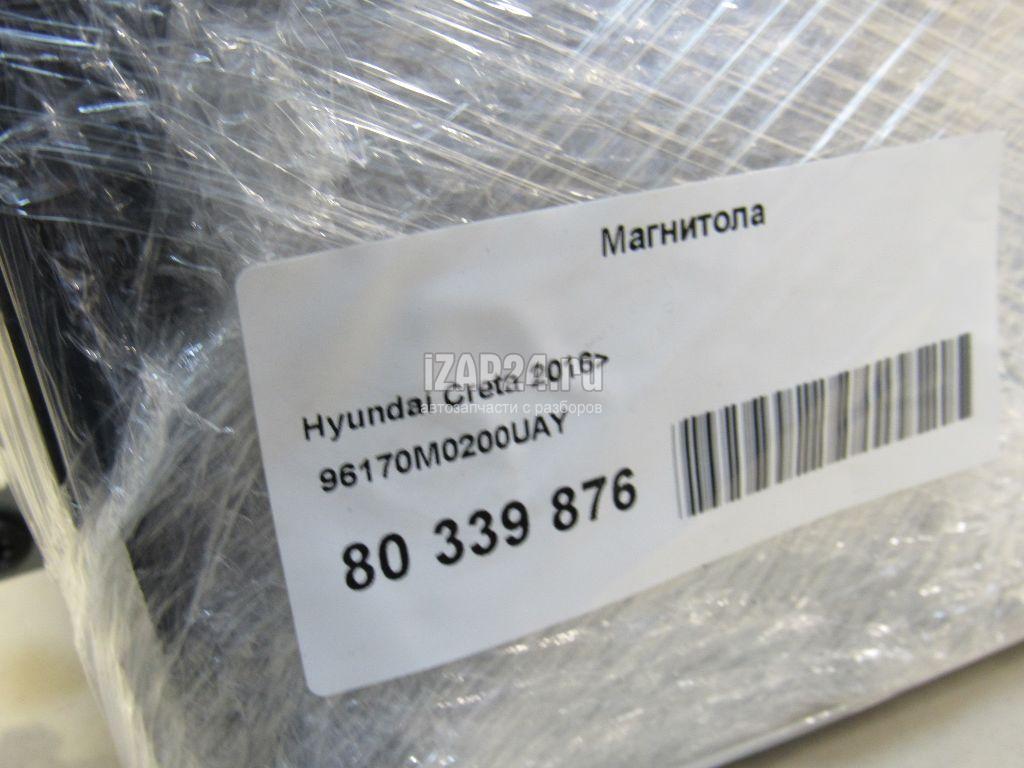 Магнитола
iZAP24.ru
Hyundai Creta 2016>
автозапчасти с разборов
96170M0200UAY
80 339 876